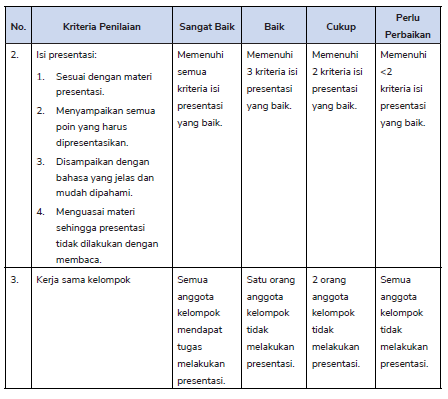 No. Kriteria Penilaian Sangat Baik Baik Cukup Perlu Perbaikan
2. Isi presentasi:
1. Sesuai dengan materi
presentasi.
2. Menyampaikan semua
poin yang harus
dipresentasikan.
3. Disampaikan dengan
bahasa yang jelas dan
mudah dipahami.
4. Menguasai materi
sehingga presentasi
tidak dilakukan dengan
membaca.
Memenuhi
semua
kriteria isi
presentasi
yang baik.
Memenuhi
3 kriteria isi
presentasi
yang baik.
Memenuhi
2 kriteria isi
presentasi
yang baik.
Memenuhi
<2
kriteria isi
presentasi
yang baik.
3. Kerja sama kelompok
Semua
anggota
kelompok
mendapat
tugas
melakukan
presentasi.
Satu orang
anggota
kelompok
tidak
melakukan
presentasi.
2 orang
anggota
kelompok
tidak
melakukan
presentasi.
Semua
anggota
kelompok
tidak
melakukan
presentasi.